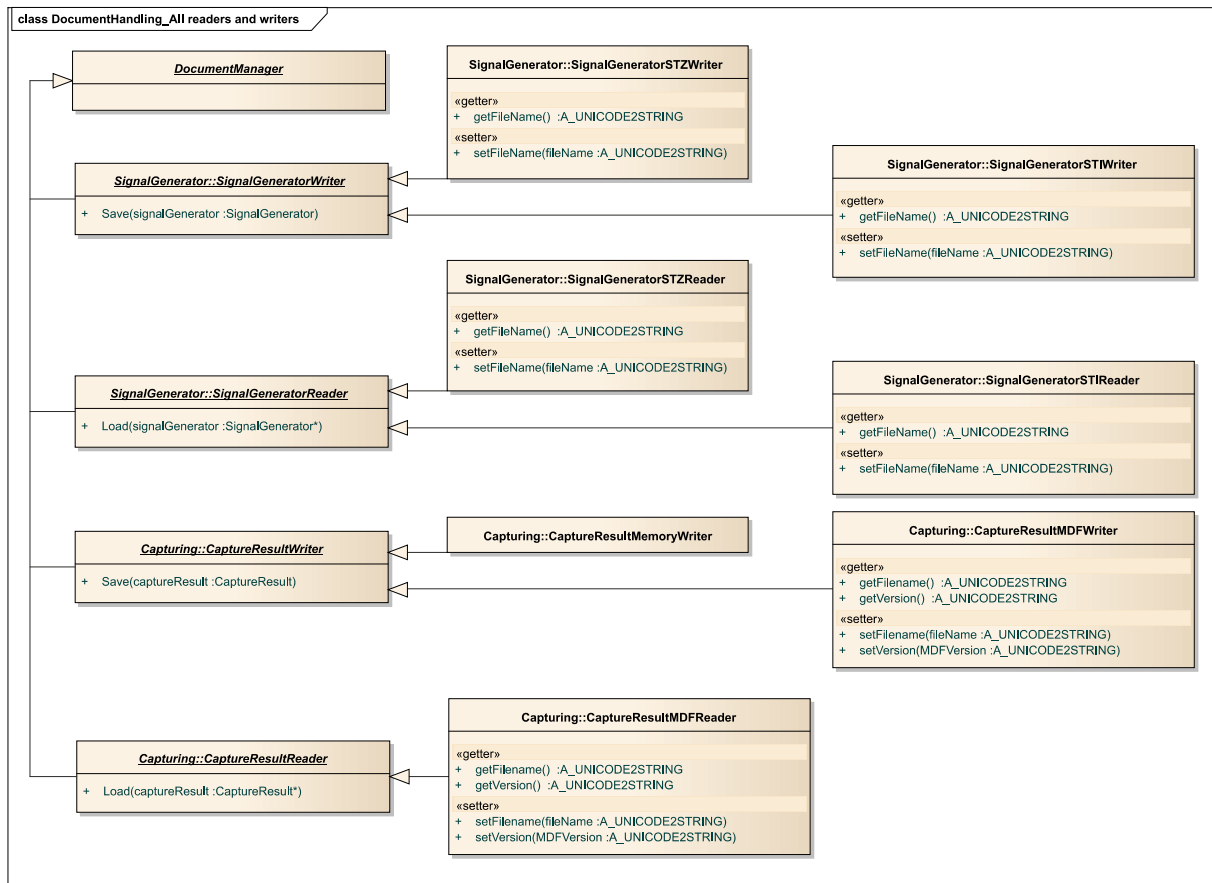 class DocumentHandling_All readers and writers
DocumentManager
SignalGenerator::SignalGeneratorSTZWriter
«getter»
+ getFileName() :A_UNICODE2STRING
«setter»
+ setFileName(fileName :A_UNICODE2STRING)
SignalGenerator::SignalGeneratorWriter
+ Save(signalGenerator :SignalGenerator)
SignalGenerator::SignalGeneratorSTIWriter
«getter»
+ getFileName() :A_UNICODE2STRING
«setter»
+ setFileName(fileName :A_UNICODE2STRING)
SignalGenerator::SignalGeneratorSTZReader
«getter»
+ getFileName() :A_UNICODE2STRING
«setter»
+ setFileName(fileName :A_UNICODE2STRING)
SignalGenerator::SignalGeneratorReader
+ Load(signalGenerator :SignalGenerator*)
SignalGenerator::SignalGeneratorSTIReader
«getter»
+ getFileName() :A_UNICODE2STRING
«setter»
+ setFileName(fileName :A_UNICODE2STRING)
Capturing::CaptureResultWriter
+ Save(captureResult :CaptureResult)
Capturing::CaptureResultMemoryWriter
Capturing::CaptureResultMDFWriter
«getter»
+ getFilename() :A_UNICODE2STRING
+ getVersion() :A_UNICODE2STRING
«setter»
+ setFilename(fileName :A_UNICODE2STRING)
+ setVersion(MDFVersion :A_UNICODE2STRING)
Capturing::CaptureResultReader
+ Load(captureResult :CaptureResult*)
Capturing::CaptureResultMDFReader
«getter»
+ getFilename() :A_UNICODE2STRING
+ getVersion() :A_UNICODE2STRING
«setter»
+ setFilename(fileName :A_UNICODE2STRING)
+ setVersion(MDFVersion :A_UNICODE2STRING)